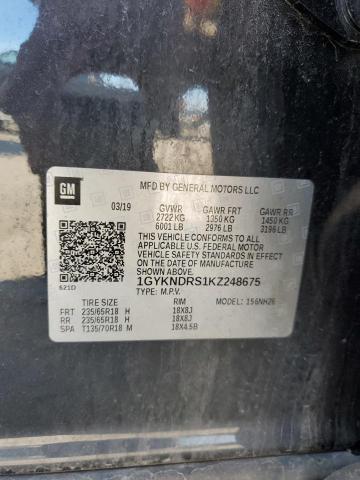 GM
MFD BY GENERAL MOTORS LLC
03/19 GVWR GAWR FRT GAWR RR
2722 KG 1350 KG 1450 KG
6001 LB 2976 LB 3196 LB
THIS VEHICLE CONFORMS TO ALL
APPLICABLE U.S. FEDERAL MOTOR
VEHICLE SAFETY STANDARDS
IN EFFECT ON THE
DATE OF MANUFACTURE SHOWN ABOVE.
621D
1GYKNDRS1KZ248675
TYPE: M.P.V.
TIRE SIZE RIM MODEL: 1S6NH26
FRT 235/65R18 H 18X8J
RR 235/65R18 H 18X8J
SPA T135/70R18 M 18X4.5B